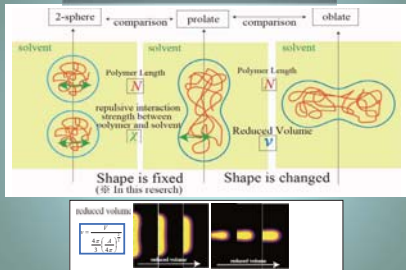 2-sphere
comparison
prolate
comparison
oblate
solvent
solvent
solvent
Polymer Length
N
repulsive interaction
strength between
polymer and solvent
χ
Polymer Length
N
Reduced Volume
ν
Shape is fixed
(※ In this reserch)
Shape is changed
reduced volume
reduced volume
reduced volume